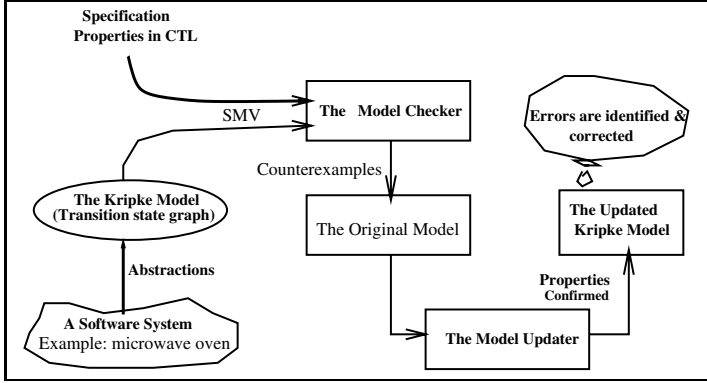 Specification
Properties in CTL
SMV
The Model Checker
Errors are identified &
corrected
Counterexamples
The Kripke Model
(Transition state graph)
The Original Model
The Updated
Kripke Model
Abstractions
Properties
Confirmed
A Software System
Example: microwave oven
The Model Updater